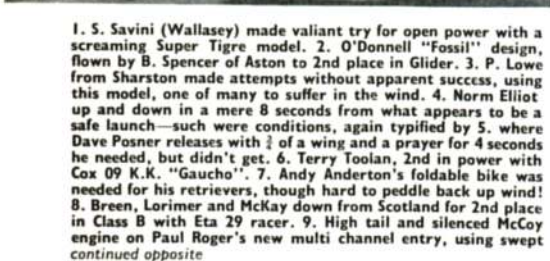 1. S. Savini (Wallasey) made valiant try for open power with a
screaming Super Tigre model. 2. O'Donnell "Fossil" design,
flown by B. Spencer of Aston to 2nd place in Glider. 3. P. Lowe
from Sharston made attempts without apparent success, using
this model, one of many to suffer in the wind. 4. Norm Elliot
up and down in a mere 8 seconds from what appears to be a
safe launch—such were conditions, again typified by 5. where
Dave Posner releases with ¾ of a wing and a prayer for 4 seconds
he needed, but didn't get. 6. Terry Toolan, 2nd in power with
Cox 09 K.K. "Gaucho". 7. Andy Anderton's foldable bike was
needed for his retrievers, though hard to peddle back up wind!
8. Breen, Lorimer and McKay down from Scotland for 2nd place
in Class B with Eta 29 racer. 9. High tail and silenced McCoy
engine on Paul Roger's new multi channel entry, using swept
continued opposite